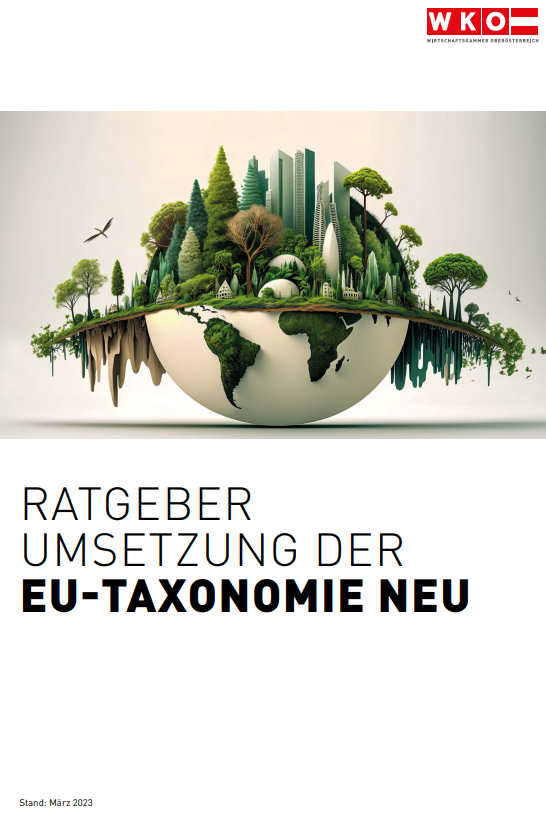 WKO
WIRTSCHAFTSKAMMER OBERÖSTERREICH
RATGEBER
UMSETZUNG DER
EU-TAXONOMIE NEU
Stand: März 2023